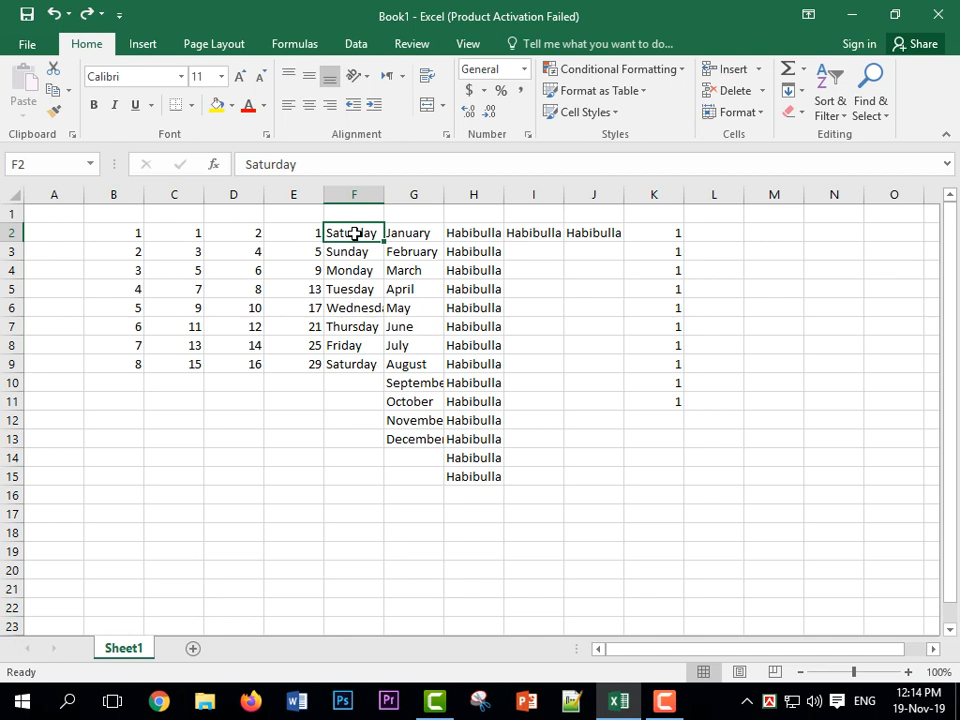 Book1 - Excel (Product Activation Failed)
File Home Insert Page Layout Formulas Data Review View Tell me what you want to do... Sign in Share
Calibri 11 General Conditional Formatting Insert
Paste B I U A $ % , Format as Table Delete Sort & Find &
Cell Styles Format Filter Select
Clipboard Font Alignment Number Styles Cells Editing
F2 fx Saturday
A B C D E F G H I J K L M N O
1
2 1 1 2 1 Saturday January Habibulla Habibulla Habibulla 1
3 2 3 4 5 Sunday February Habibulla 1
4 3 5 6 9 Monday March Habibulla 1
5 4 7 8 13 Tuesday April Habibulla 1
6 5 9 10 17 Wednesd May Habibulla 1
7 6 11 12 21 Thursday June Habibulla 1
8 7 13 14 25 Friday July Habibulla 1
9 8 15 16 29 Saturday August Habibulla 1
10 Septembe Habibulla 1
11 October Habibulla 1
12 Novembe Habibulla
13 December Habibulla
14 Habibulla
15 Habibulla
16
17
18
19
20
21
22
23
Sheet1
Ready 100%
ENG 12:14 PM
19-Nov-19